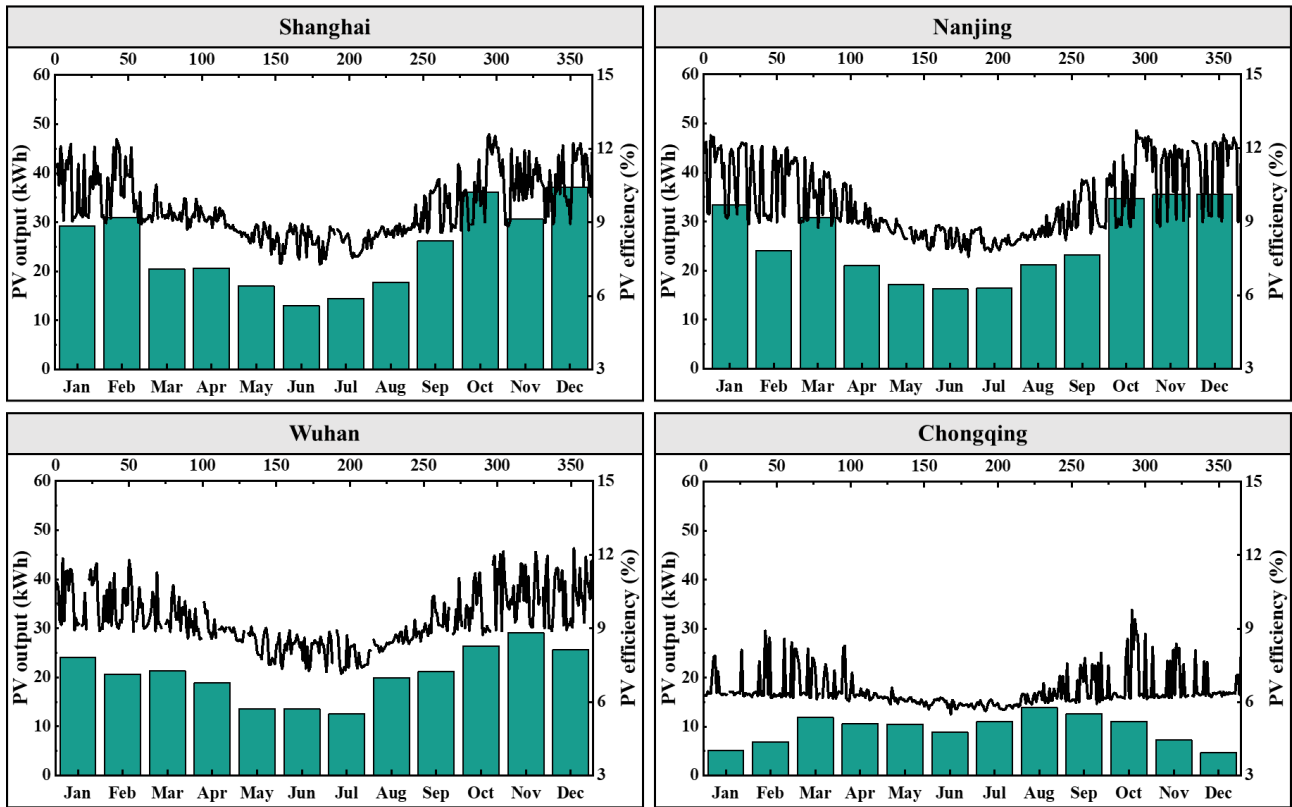 Shanghai
0 50 100 150 200 250 300 350
60 50 40 30 20 10 0
PV output (kWh)
15 12 9 6 3
PV efficiency (%)
Jan Feb Mar Apr May Jun Jul Aug Sep Oct Nov Dec
Nanjing
0 50 100 150 200 250 300 350
60 50 40 30 20 10 0
PV output (kWh)
15 12 9 6 3
PV efficiency (%)
Jan Feb Mar Apr May Jun Jul Aug Sep Oct Nov Dec
Wuhan
0 50 100 150 200 250 300 350
60 50 40 30 20 10 0
PV output (kWh)
15 12 9 6 3
PV efficiency (%)
Jan Feb Mar Apr May Jun Jul Aug Sep Oct Nov Dec
Chongqing
0 50 100 150 200 250 300 350
60 50 40 30 20 10 0
PV output (kWh)
15 12 9 6 3
PV efficiency (%)
Jan Feb Mar Apr May Jun Jul Aug Sep Oct Nov Dec